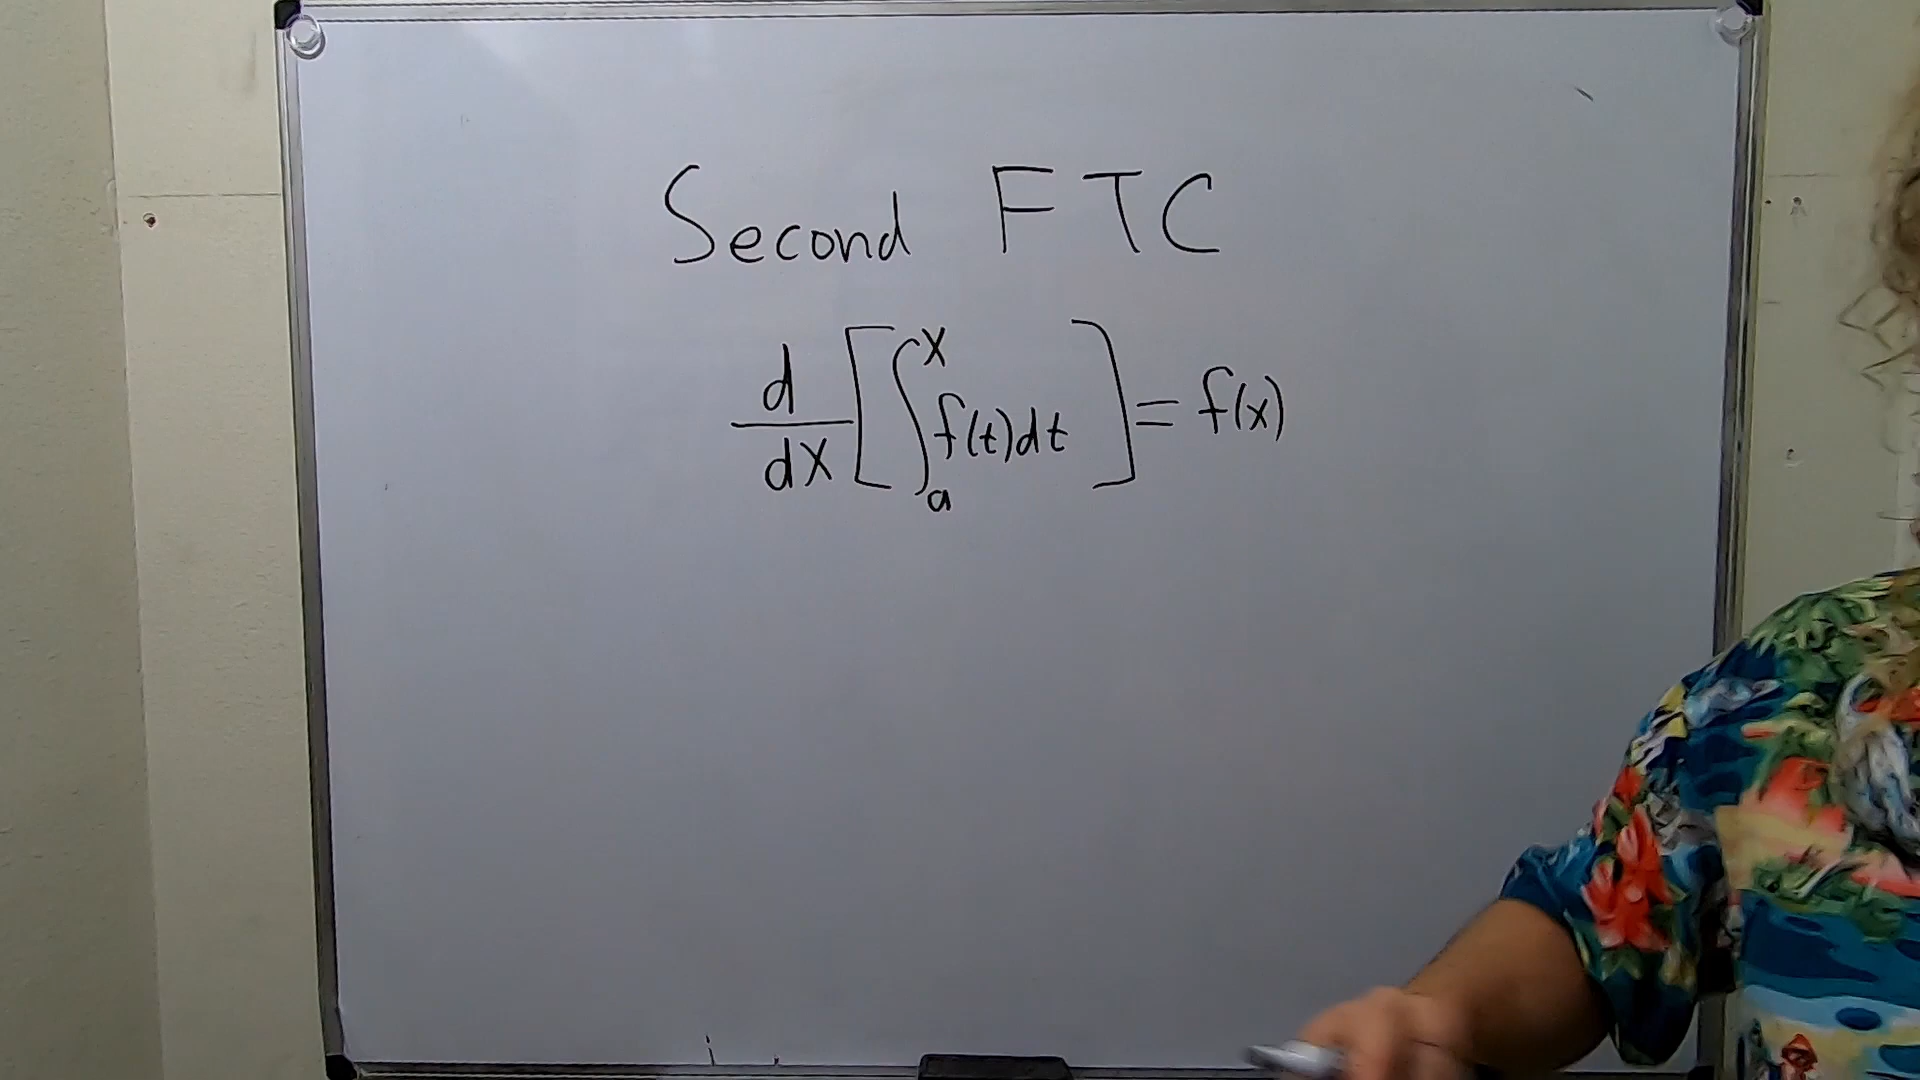 Second FTC
d/dx [∫_a^x f(t)dt] = f(x)